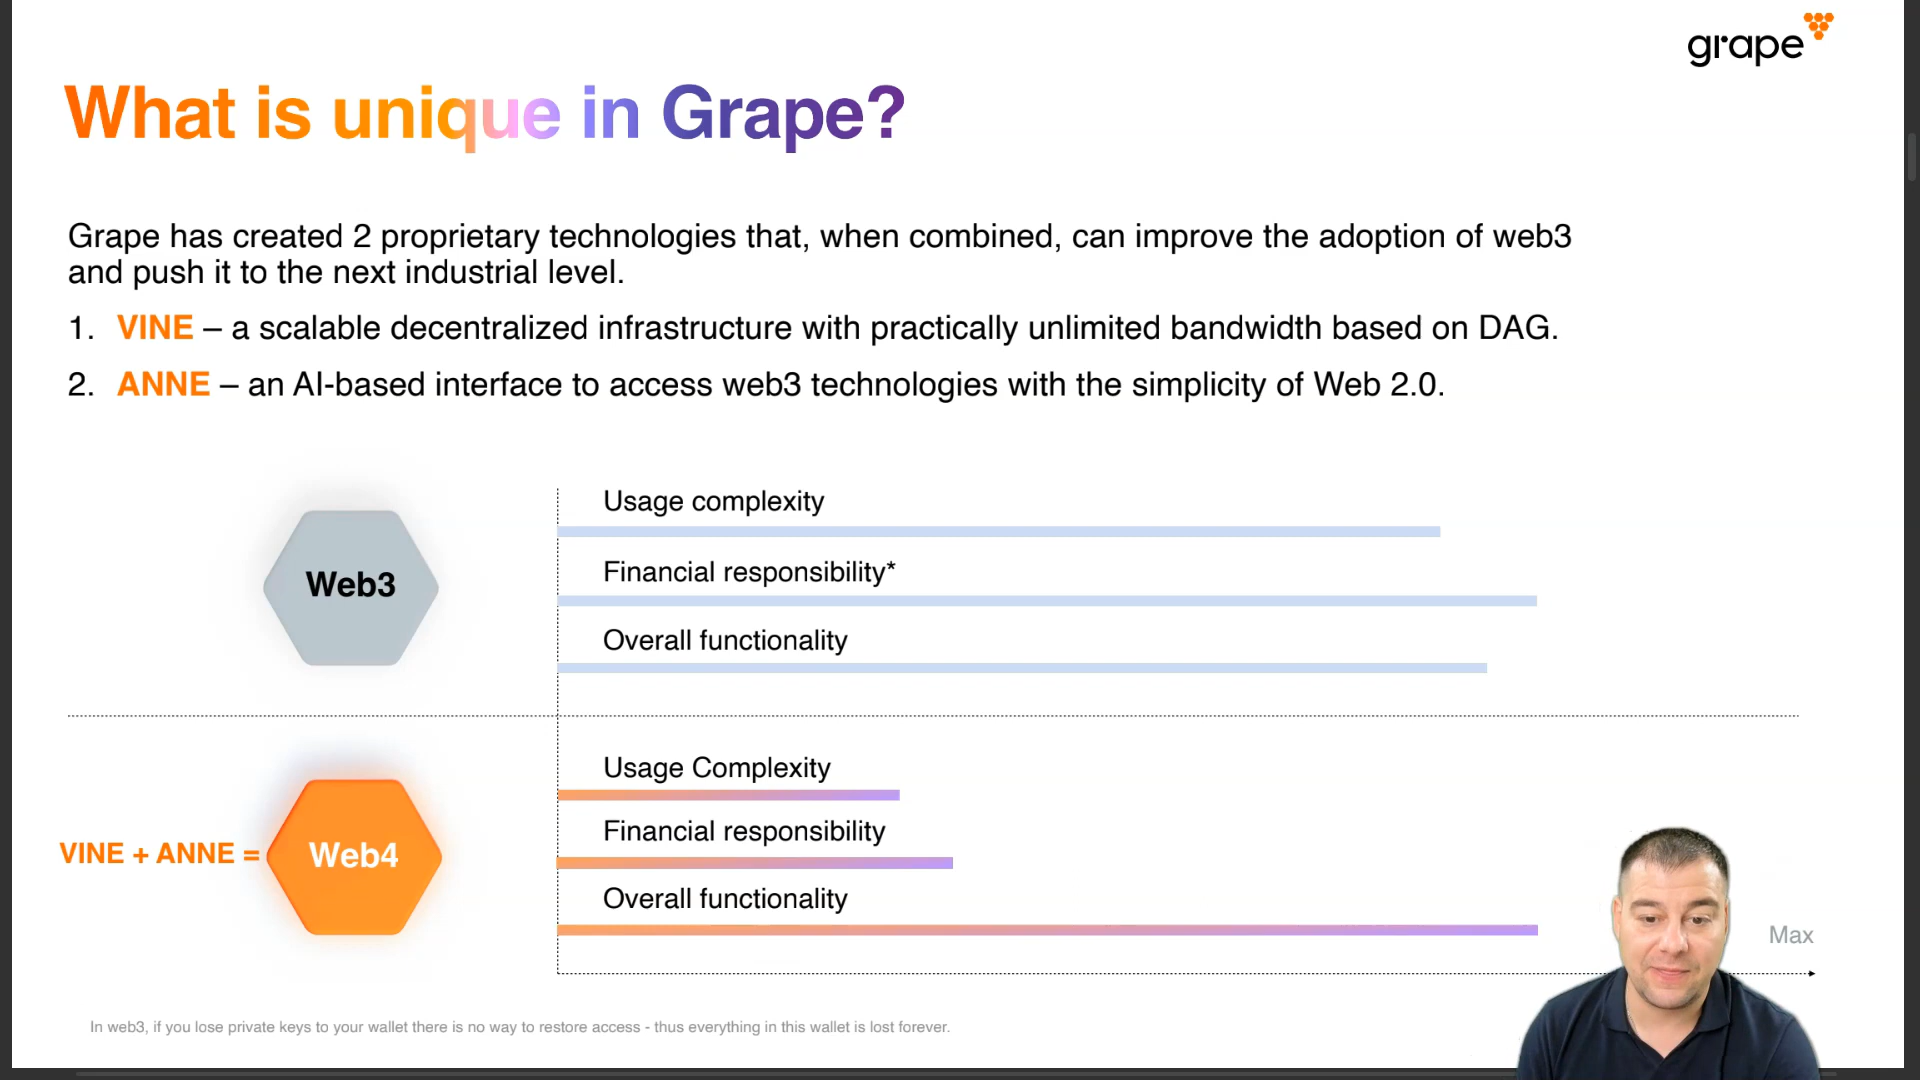 grape
What is unique in Grape?
Grape has created 2 proprietary technologies that, when combined, can improve the adoption of web3
and push it to the next industrial level.
1. VINE – a scalable decentralized infrastructure with practically unlimited bandwidth based on DAG.
2. ANNE – an AI-based interface to access web3 technologies with the simplicity of Web 2.0.
Usage complexity
Web3
Financial responsibility*
Overall functionality
Usage Complexity
VINE + ANNE = Web4
Financial responsibility
Overall functionality
Max
In web3, if you lose private keys to your wallet there is no way to restore access - thus everything in this wallet is lost forever.